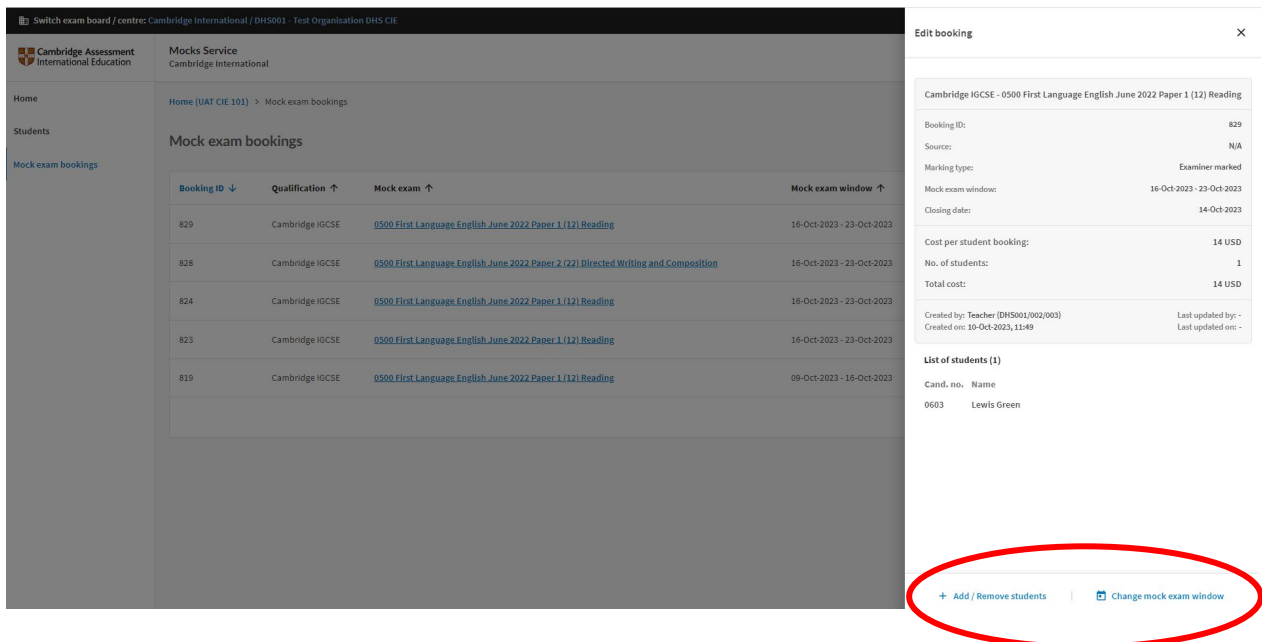 Switch exam board / centre: Cambridge International / DHS001 - Test Organisation DHS CIE
Cambridge Assessment
International Education
Mocks Service
Cambridge International
Home
Students
Mock exam bookings
Home (UAT CIE 101) > Mock exam bookings
Mock exam bookings
Booking ID ↓ Qualification ↑ Mock exam ↑ Mock exam window ↑
829 Cambridge IGCSE 0500 First Language English June 2022 Paper 1 (12) Reading 16-Oct-2023 - 23-Oct-2023
828 Cambridge IGCSE 0500 First Language English June 2022 Paper 2 (22) Directed Writing and Composition 16-Oct-2023 - 23-Oct-2023
824 Cambridge IGCSE 0500 First Language English June 2022 Paper 1 (12) Reading 16-Oct-2023 - 23-Oct-2023
823 Cambridge IGCSE 0500 First Language English June 2022 Paper 1 (12) Reading 16-Oct-2023 - 23-Oct-2023
819 Cambridge IGCSE 0500 First Language English June 2022 Paper 1 (12) Reading 09-Oct-2023 - 16-Oct-2023
Edit booking
Cambridge IGCSE - 0500 First Language English June 2022 Paper 1 (12) Reading
Booking ID: 829
Source: N/A
Marking type: Examiner marked
Mock exam window: 16-Oct-2023 - 23-Oct-2023
Closing date: 14-Oct-2023
Cost per student booking: 14 USD
No. of students: 1
Total cost: 14 USD
Created by: Teacher (DHS001/002/003) Last updated by: -
Created on: 10-Oct-2023, 11:49 Last updated on: -
List of students (1)
Cand. no. Name
0603 Lewis Green
+ Add / Remove students | Change mock exam window